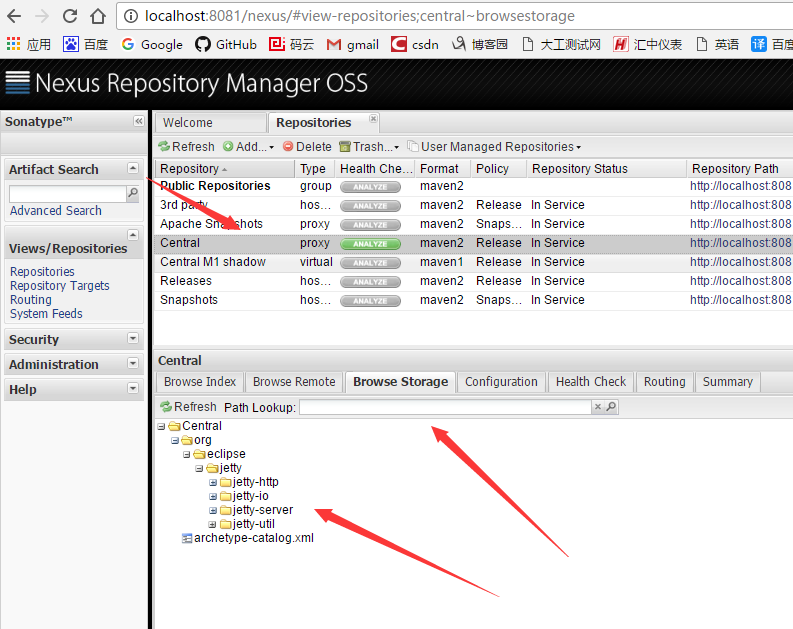 localhost:8081/nexus/#view-repositories;central~browsestorage
应用 百度 Google GitHub 码云 gmail csdn 博客园 大工测试网 汇中仪表 英语 百度
Nexus Repository Manager OSS
Sonatype™
Artifact Search
Advanced Search
Views/Repositories
Repositories
Repository Targets
Routing
System Feeds
Security
Administration
Help
Welcome Repositories
Refresh Add... Delete Trash... User Managed Repositories
Repository Type Health Che... Format Policy Repository Status Repository Path
Public Repositories group ANALYZE maven2 http://localhost:808
3rd party hos... ANALYZE maven2 Release In Service http://localhost:808
Apache Snapshots proxy ANALYZE maven2 Snaps... In Service http://localhost:808
Central proxy ANALYZE maven2 Release In Service http://localhost:808
Central M1 shadow virtual ANALYZE maven1 Release In Service http://localhost:808
Releases hos... ANALYZE maven2 Release In Service http://localhost:808
Snapshots hos... ANALYZE maven2 Snaps... In Service http://localhost:808
Central
Browse Index Browse Remote Browse Storage Configuration Health Check Routing Summary
Refresh Path Lookup:
Central
org
eclipse
jetty
jetty-http
jetty-io
jetty-server
jetty-util
archetype-catalog.xml